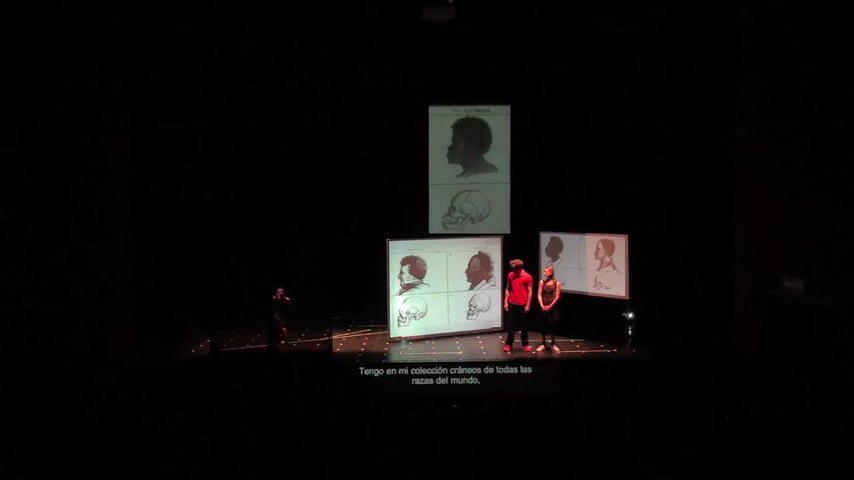 Tengo en mi colección cráneos de todas las
razas del mundo,